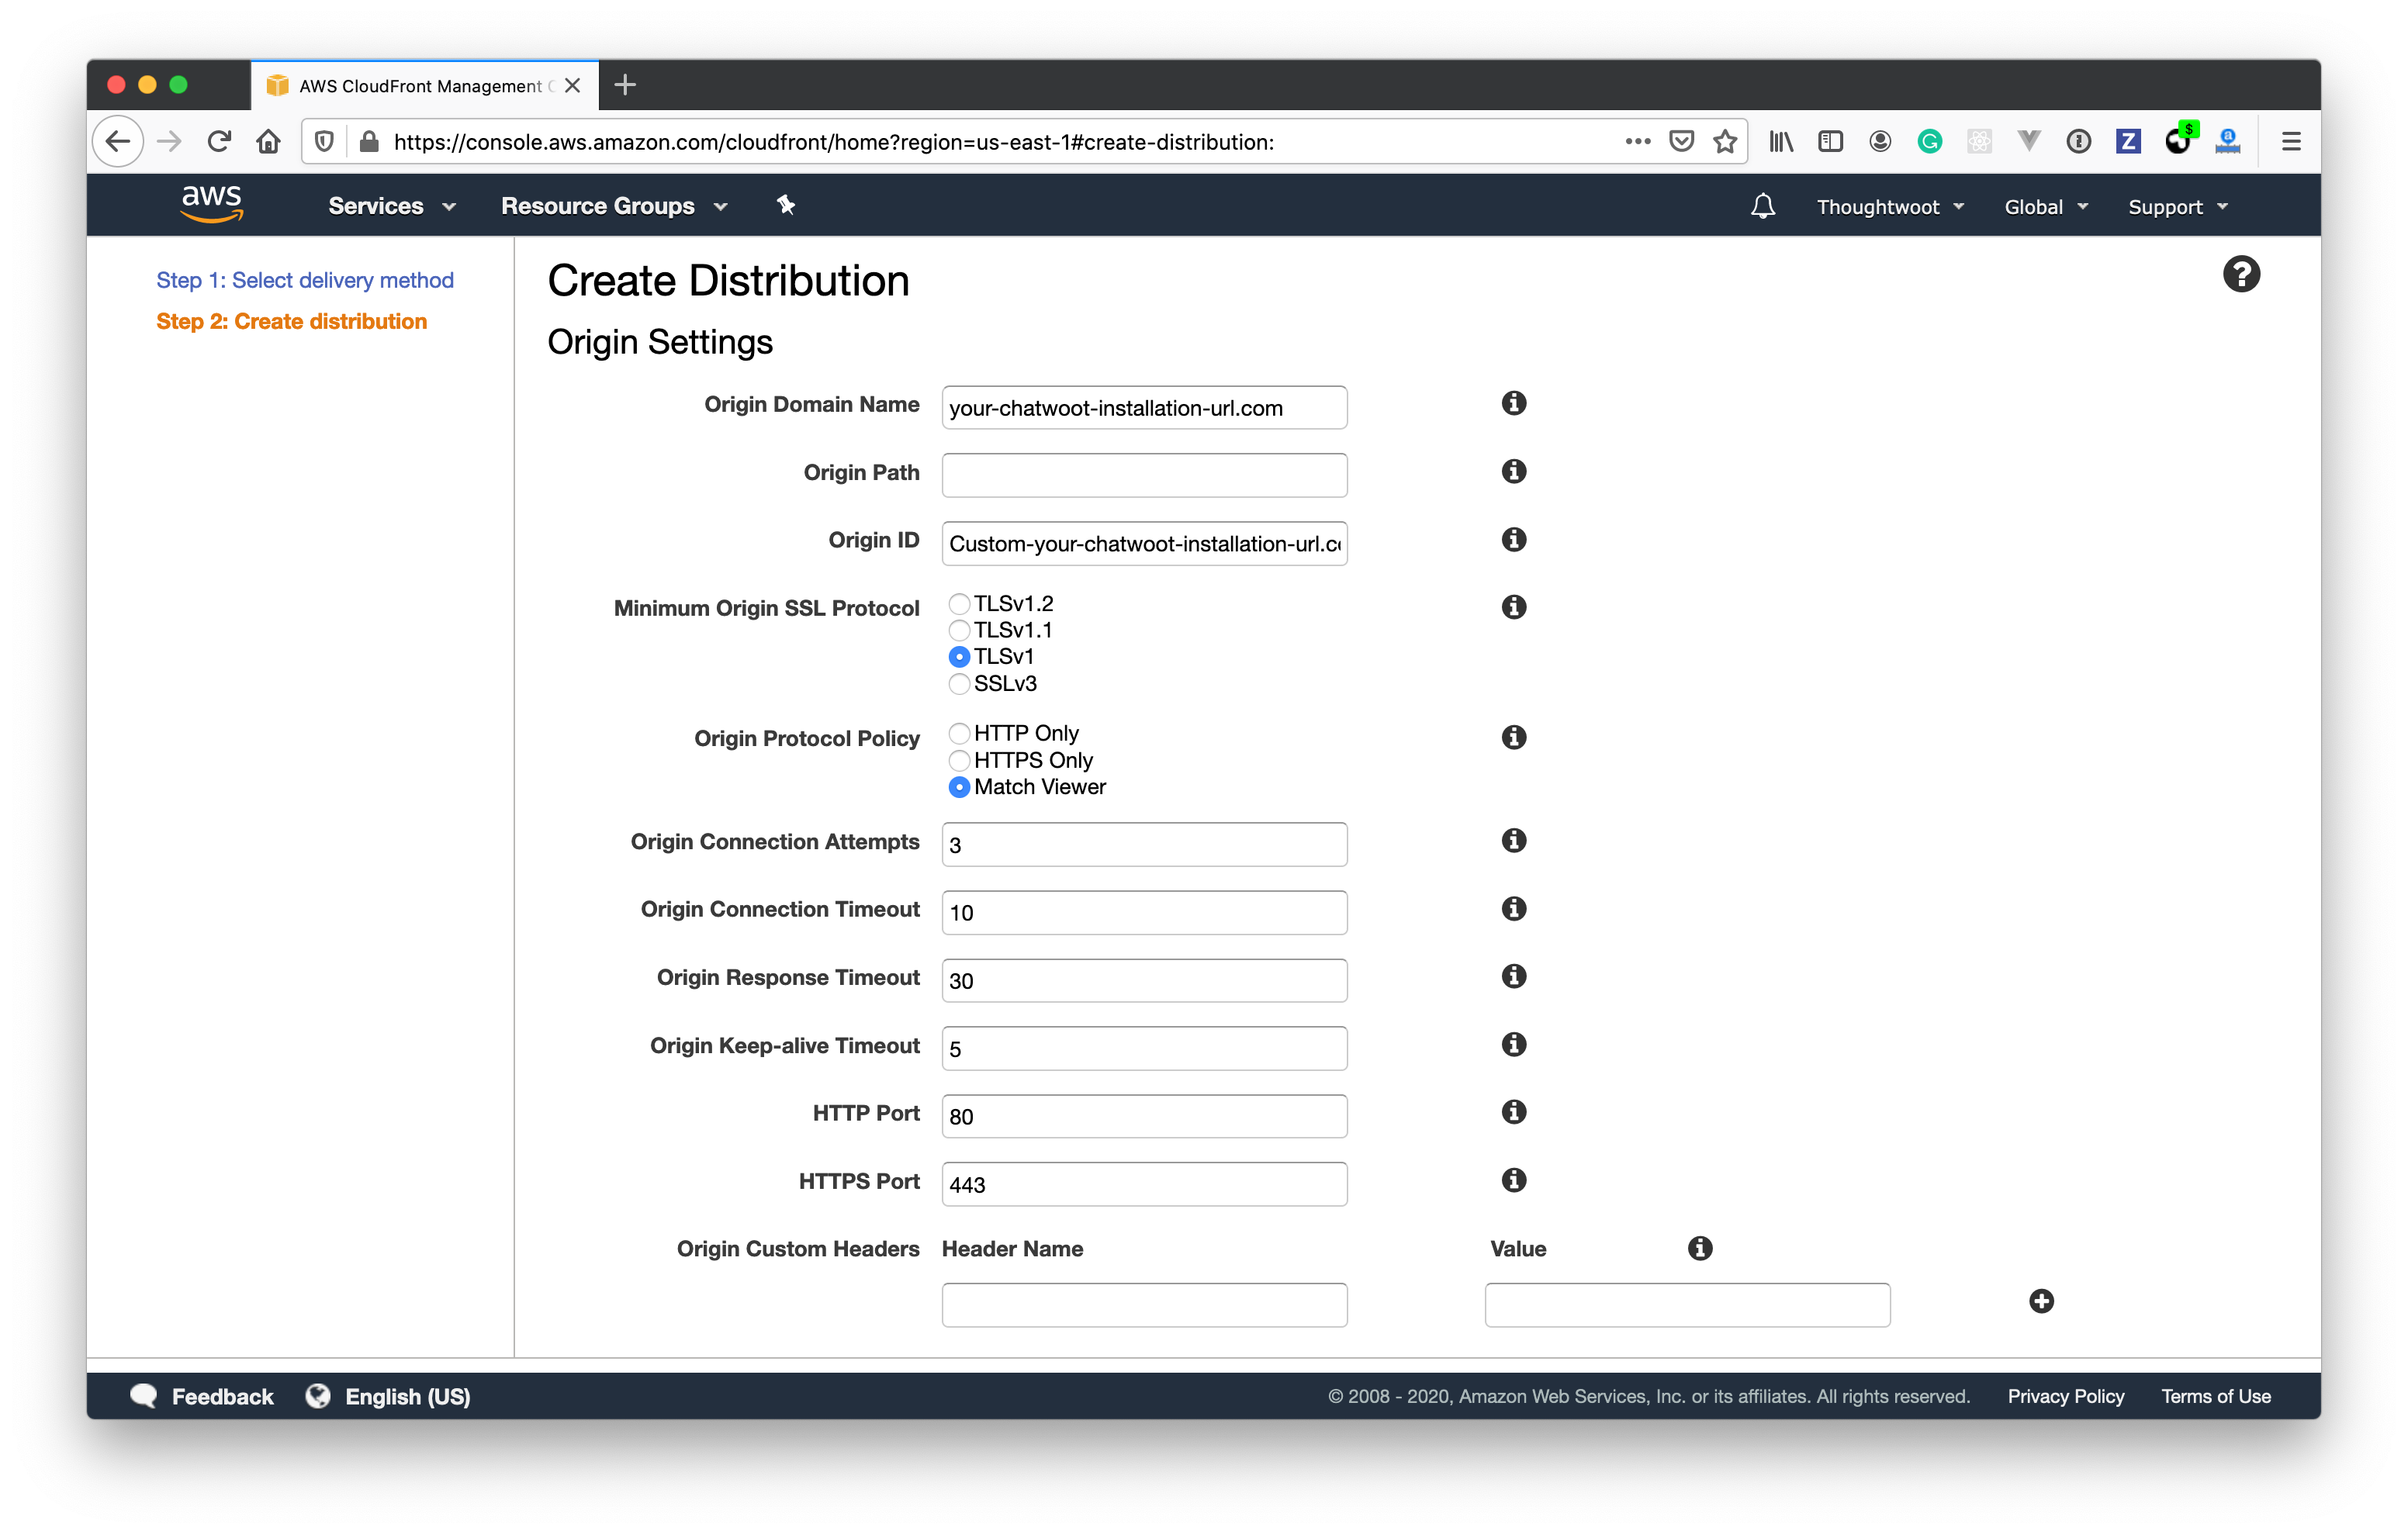 AWS CloudFront Management C
https://console.aws.amazon.com/cloudfront/home?region=us-east-1#create-distribution:
aws Services Resource Groups Thoughtwoot Global Support
Step 1: Select delivery method
Step 2: Create distribution
Create Distribution
Origin Settings
Origin Domain Name your-chatwoot-installation-url.com
Origin Path
Origin ID Custom-your-chatwoot-installation-url.co
Minimum Origin SSL Protocol TLSv1.2
TLSv1.1
TLSv1
SSLv3
Origin Protocol Policy HTTP Only
HTTPS Only
Match Viewer
Origin Connection Attempts 3
Origin Connection Timeout 10
Origin Response Timeout 30
Origin Keep-alive Timeout 5
HTTP Port 80
HTTPS Port 443
Origin Custom Headers Header Name Value
Feedback English (US) © 2008 - 2020, Amazon Web Services, Inc. or its affiliates. All rights reserved. Privacy Policy Terms of Use